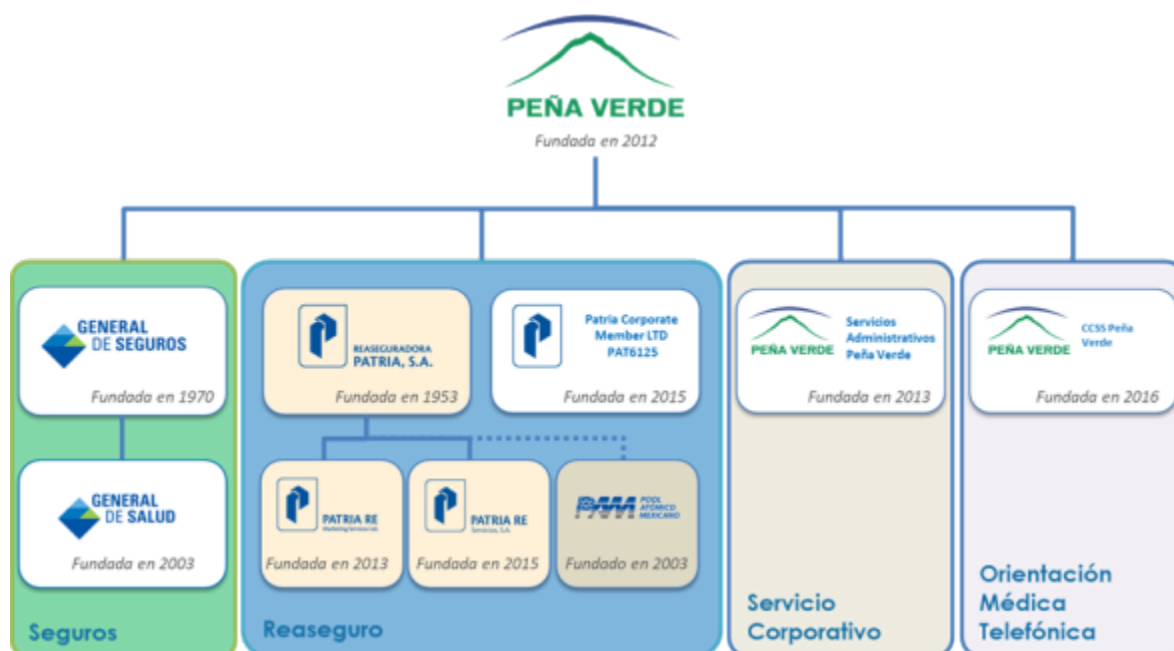 PEÑA VERDE
Fundada en 2012
GENERAL
DE SEGUROS
Fundada en 1970
GENERAL
DE SALUD
Fundada en 2003
Seguros
REASEGURADORA
PATRIA, S.A.
Fundada en 1953
Patria Corporate
Member LTD
PAT6125
Fundada en 2015
PATRIA RE
Marketing Services Ltd.
Fundada en 2013
PATRIA RE
Servicios, S.A.
Fundada en 2015
PAM POOL
ATÓMICO
MEXICANO
Fundado en 2003
Reaseguro
PEÑA VERDE
Servicios
Administrativos
Peña Verde
Fundada en 2013
Servicio
Corporativo
PEÑA VERDE
CCSS Peña
Verde
Fundada en 2016
Orientación
Médica
Telefónica